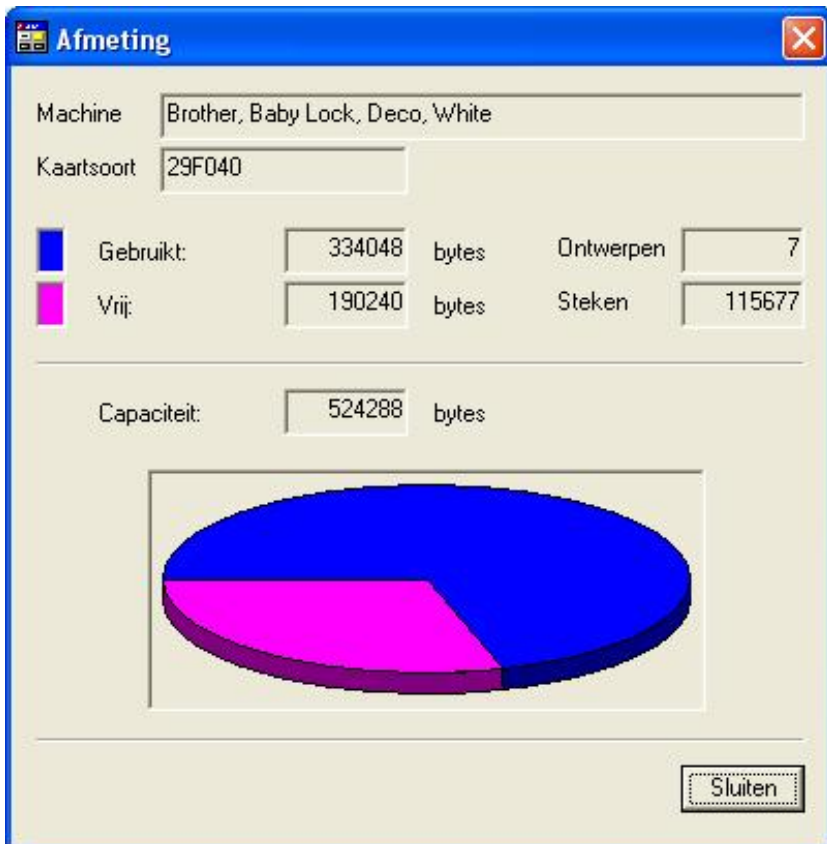 Afmeting
Machine Brother, Baby Lock, Deco, White
Kaartsoort 29F040
Gebruikt: 334048 bytes Ontwerpen 7
Vrij: 190240 bytes Steken 115677
Capaciteit: 524288 bytes
Sluiten